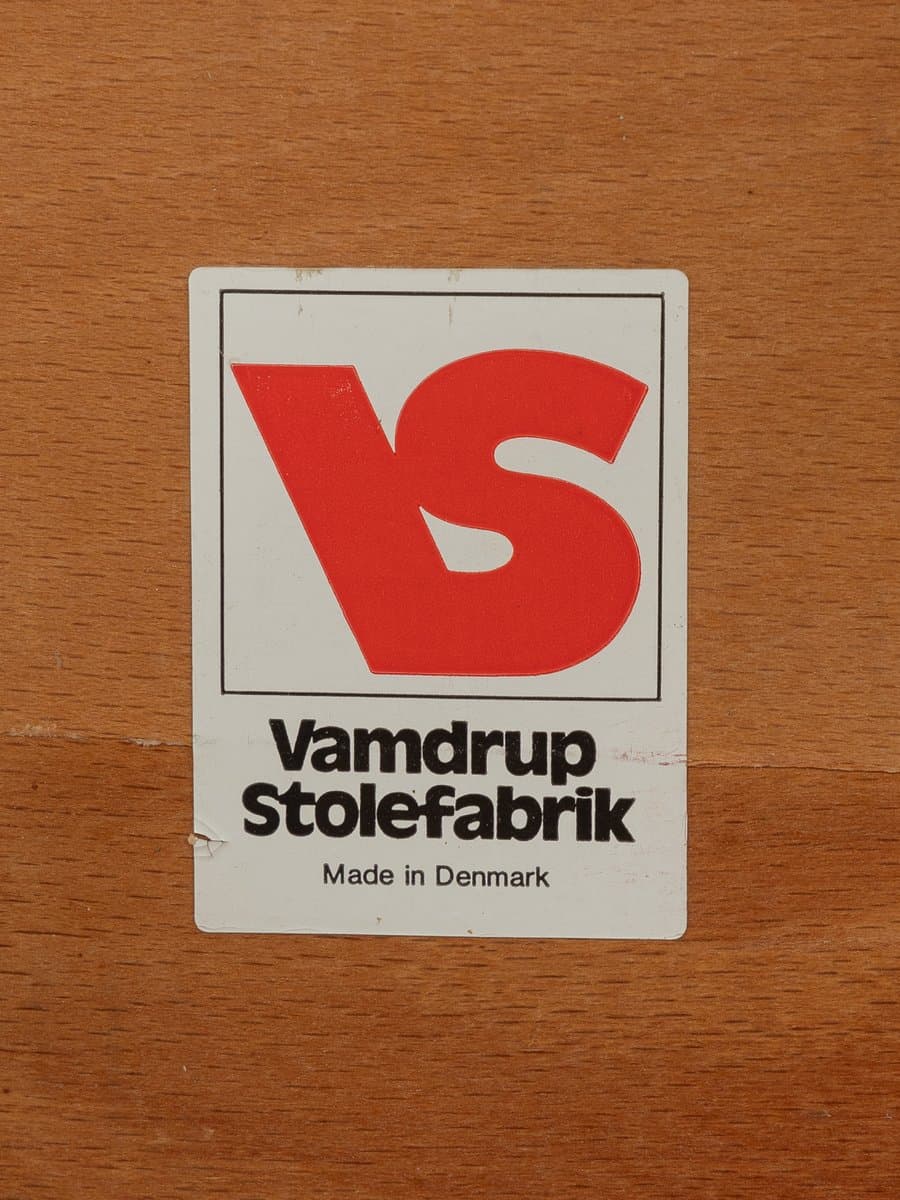 VS
Vamdrup
Stolefabrik
Made in Denmark